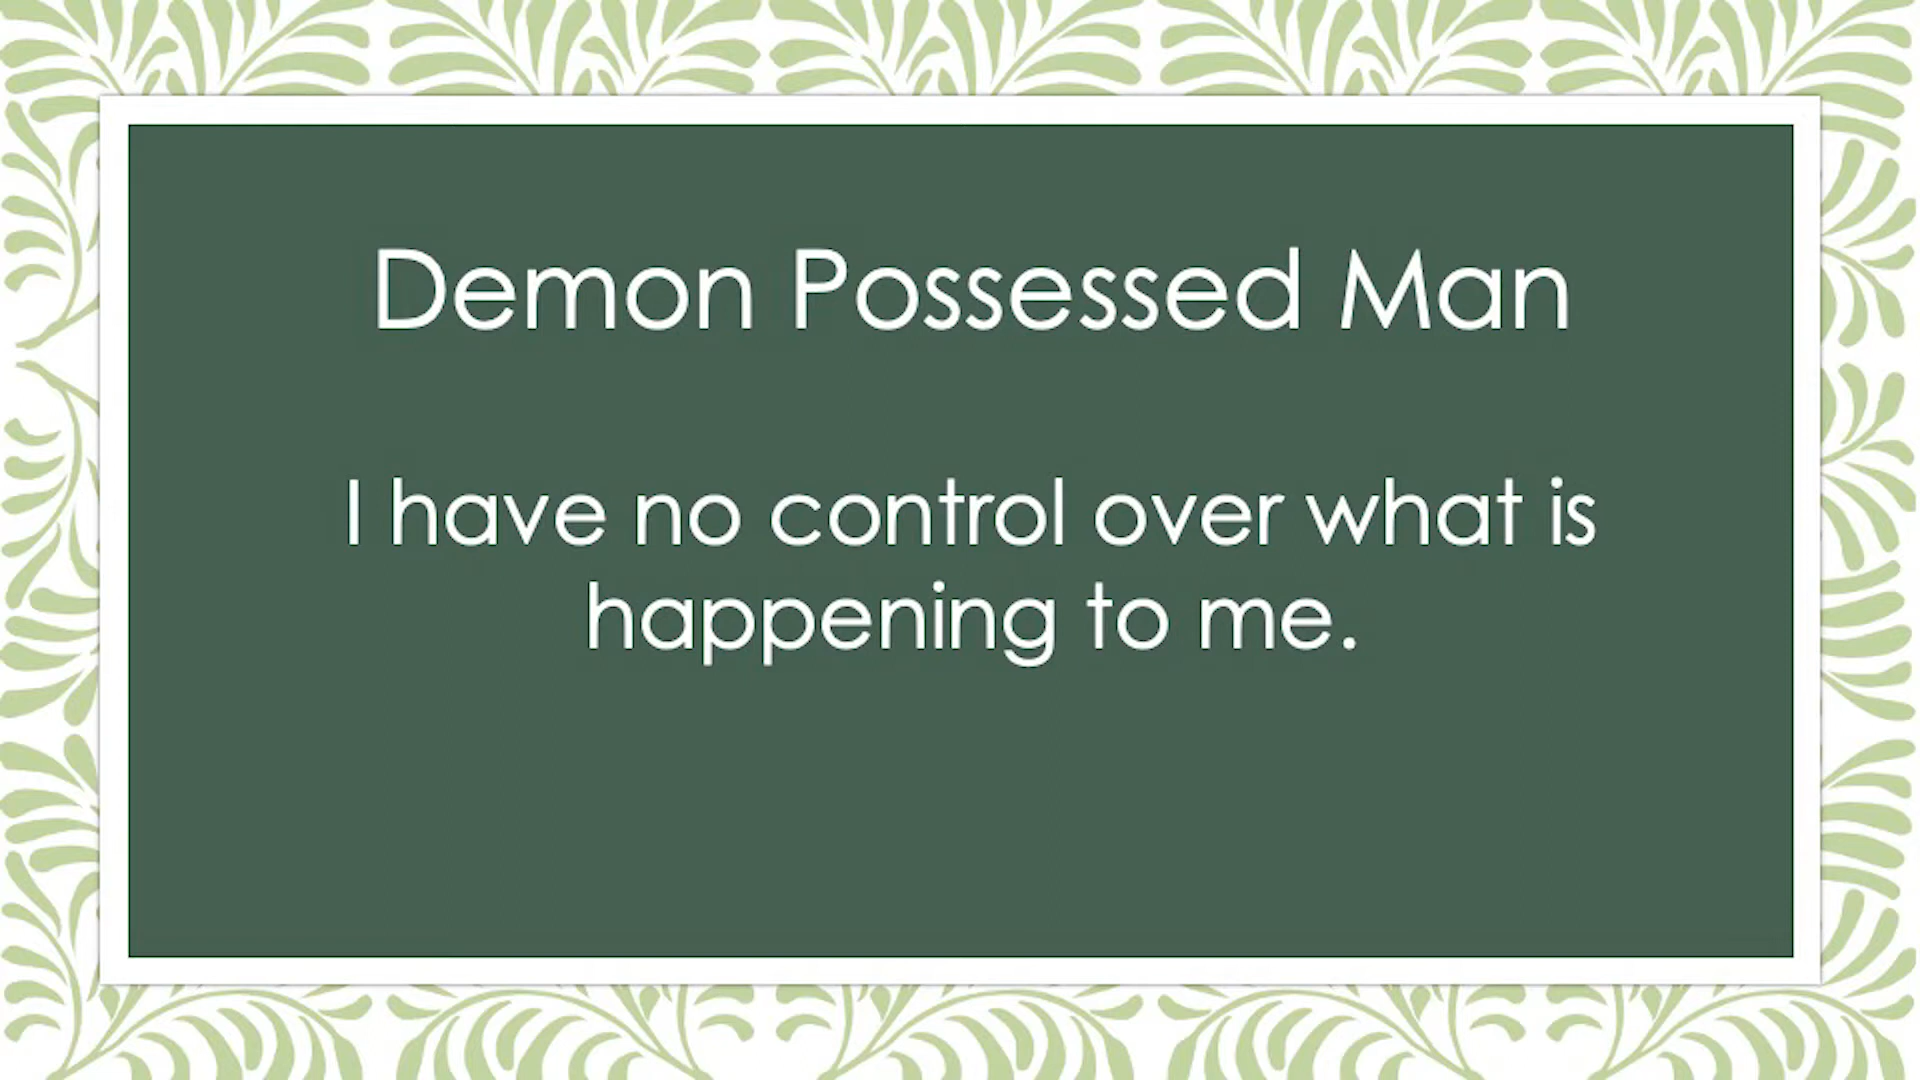 Demon Possessed Man
I have no control over what is
happening to me.